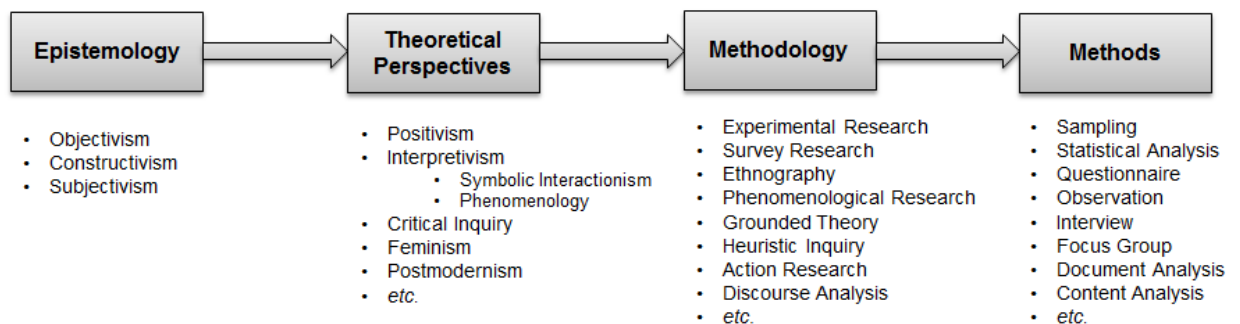 Epistemology
Theoretical
Perspectives
Methodology
Methods
• Objectivism
• Constructivism
• Subjectivism
• Positivism
• Interpretivism
• Symbolic Interactionism
• Phenomenology
• Critical Inquiry
• Feminism
• Postmodernism
• etc.
• Experimental Research
• Survey Research
• Ethnography
• Phenomenological Research
• Grounded Theory
• Heuristic Inquiry
• Action Research
• Discourse Analysis
• etc.
• Sampling
• Statistical Analysis
• Questionnaire
• Observation
• Interview
• Focus Group
• Document Analysis
• Content Analysis
• etc.